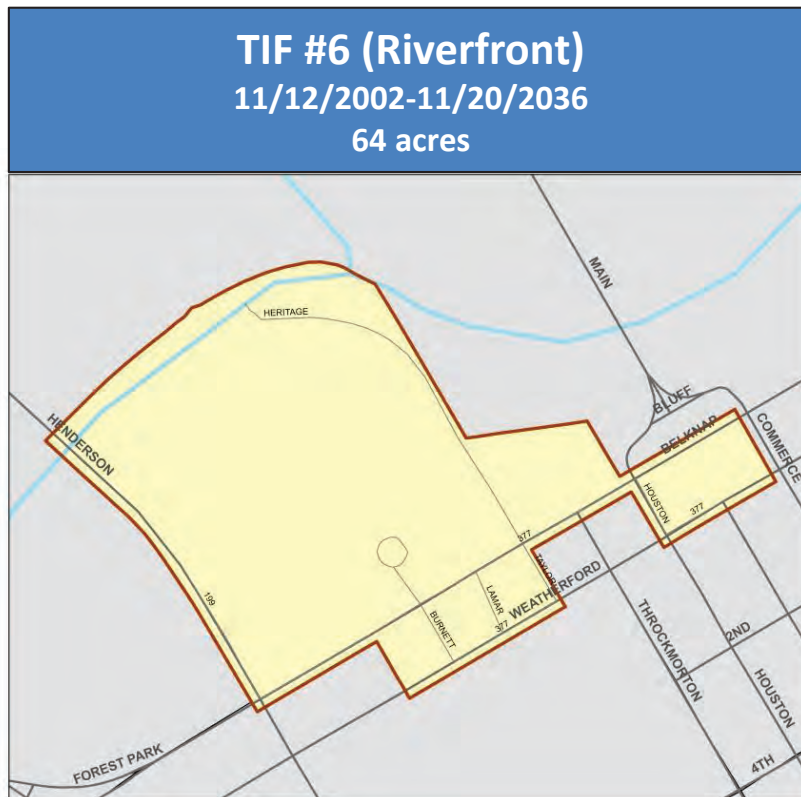 TIF #6 (Riverfront)
11/12/2002-11/20/2036
64 acres
MAIN
HERITAGE
BLUFF
BELKNAP
COMMERCE
HENDERSON
HOUSTON
377
377
TAYLOR
199
LAMAR
WEATHERFORD
BURNETT
377
THROCKMORTON
2ND
HOUSTON
FOREST PARK
4TH